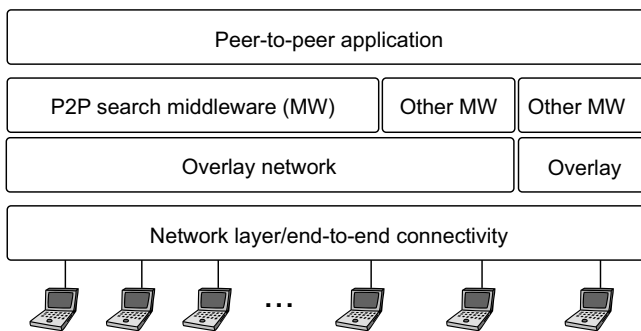 Peer-to-peer application
P2P search middleware (MW)
Other MW
Other MW
Overlay network
Overlay
Network layer/end-to-end connectivity
...